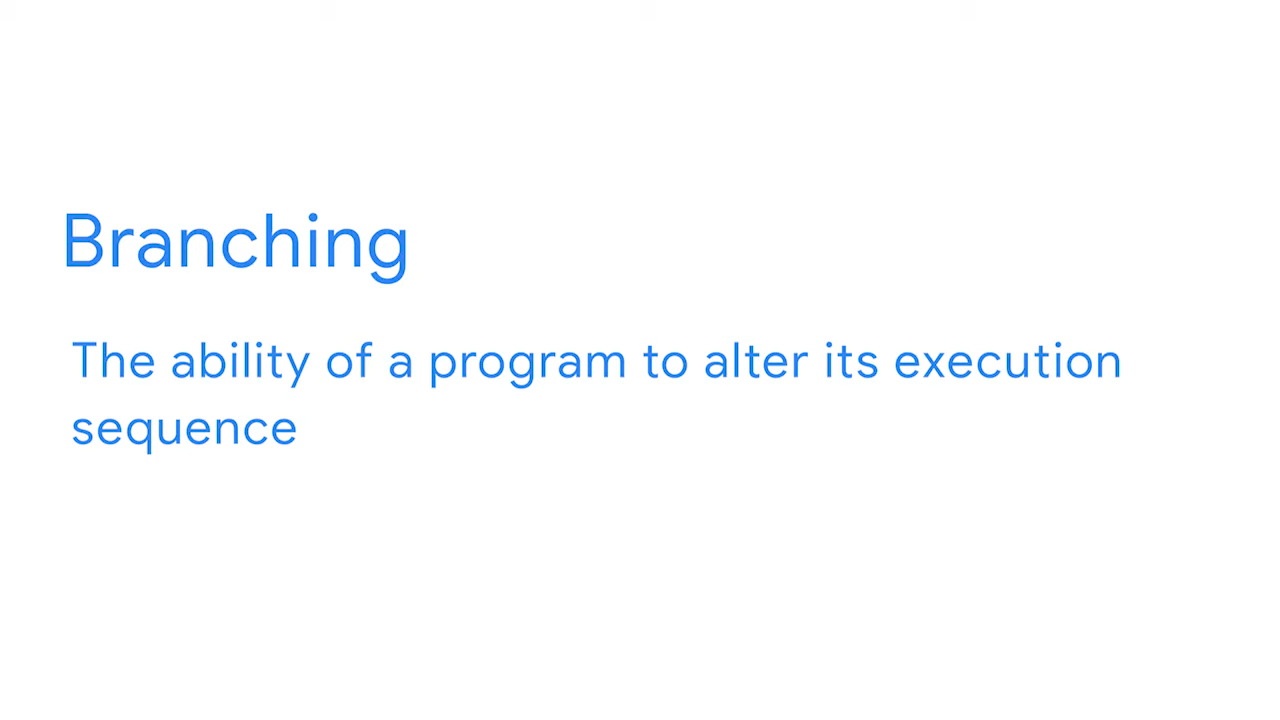 Branching
The ability of a program to alter its execution
sequence